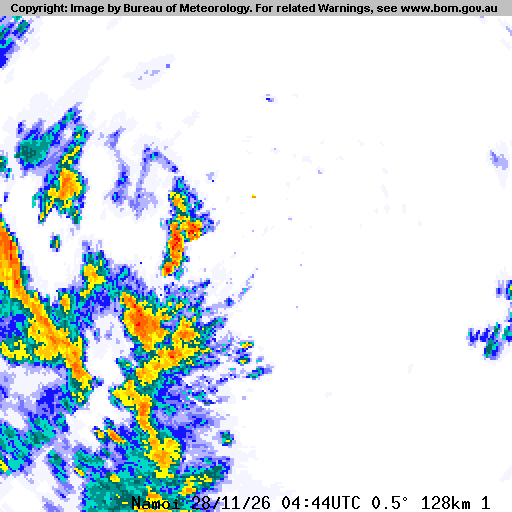 Copyright: Image by Bureau of Meteorology. For related Warnings, see www.bom.gov.au
Namoi 28/11/26 04:44UTC 0.5° 128km 1